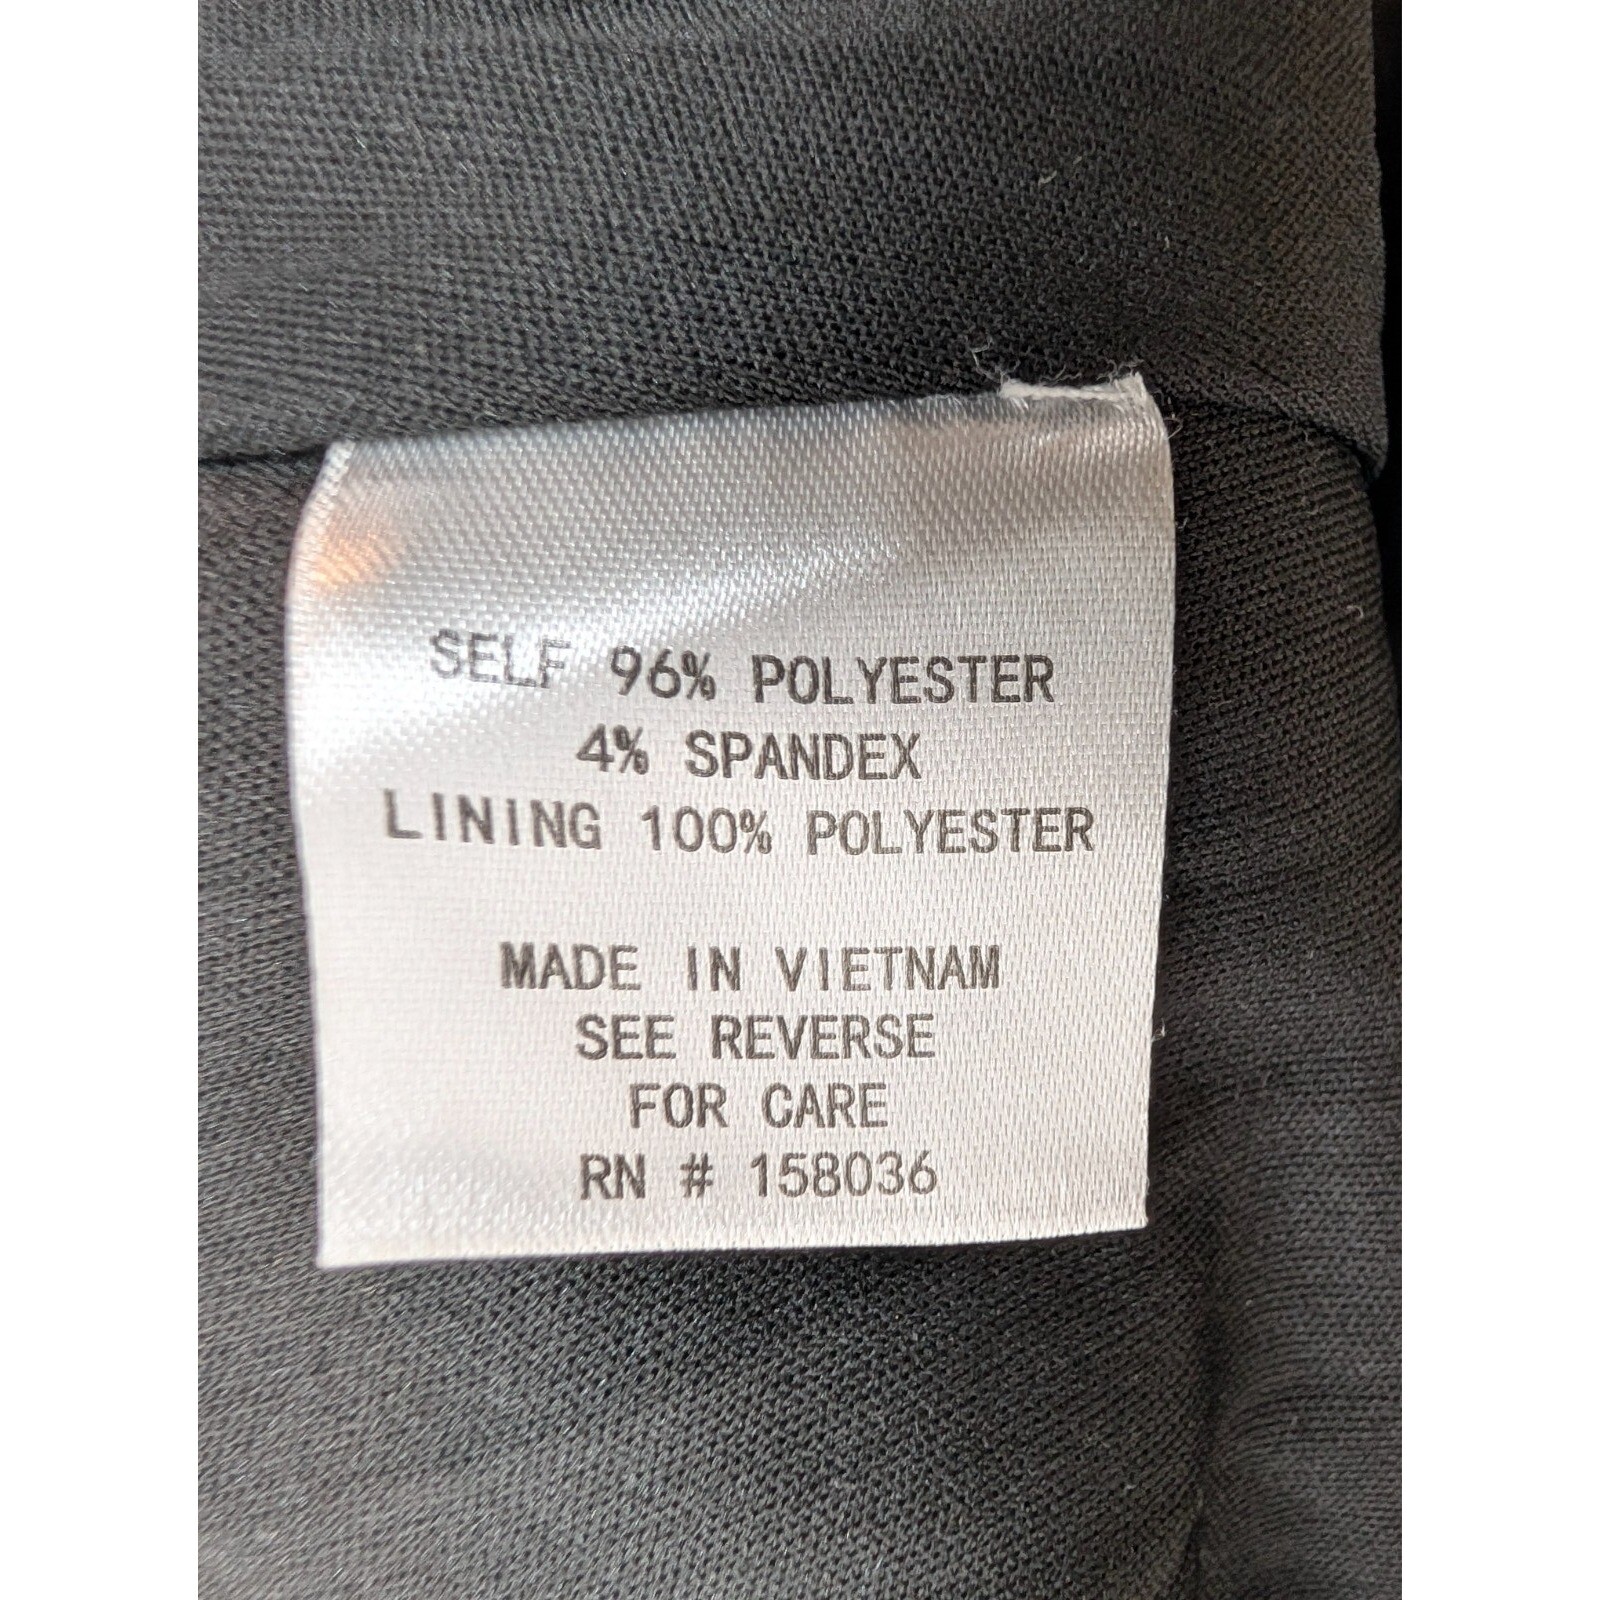 SELF 96% POLYESTER
4% SPANDEX
LINING 100% POLYESTER
MADE IN VIETNAM
SEE REVERSE
FOR CARE
RN # 158036